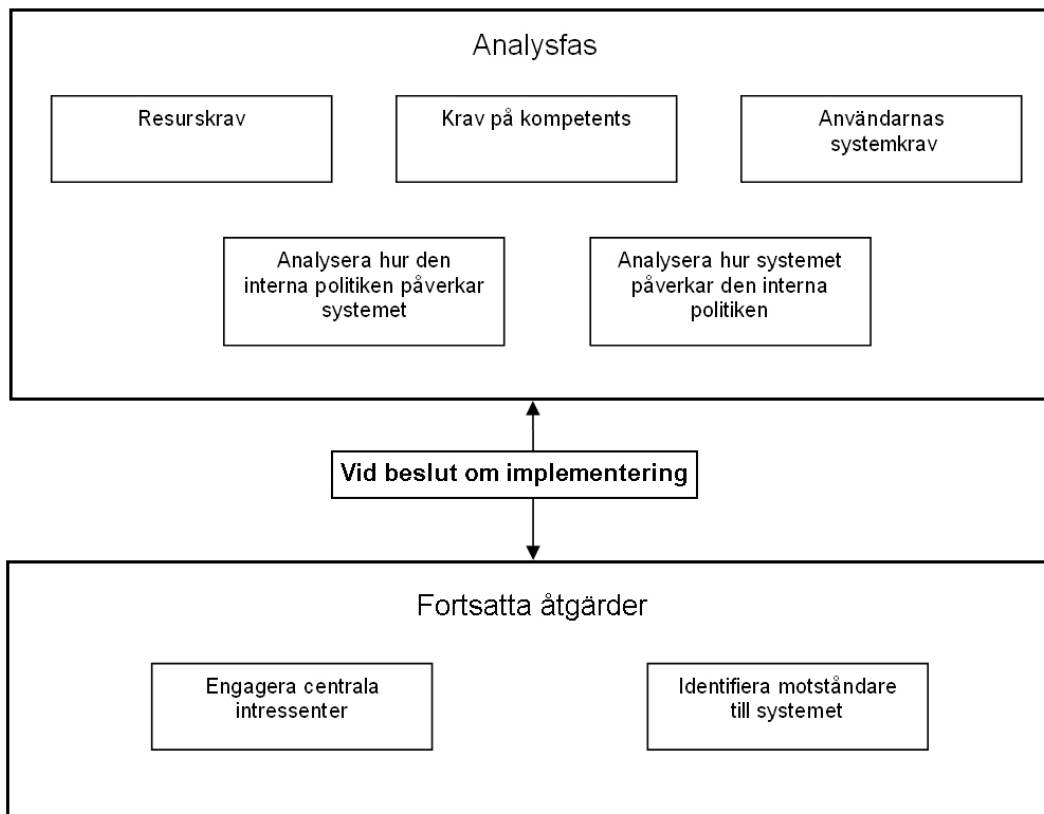 Analysfas
Resurskrav
Krav på kompetents
Användarnas
systemkrav
Analysera hur den
interna politiken påverkar
systemet
Analysera hur systemet
påverkar den interna
politiken
Vid beslut om implementering
Fortsatta åtgärder
Engagera centrala
intressenter
Identifiera motståndare
till systemet